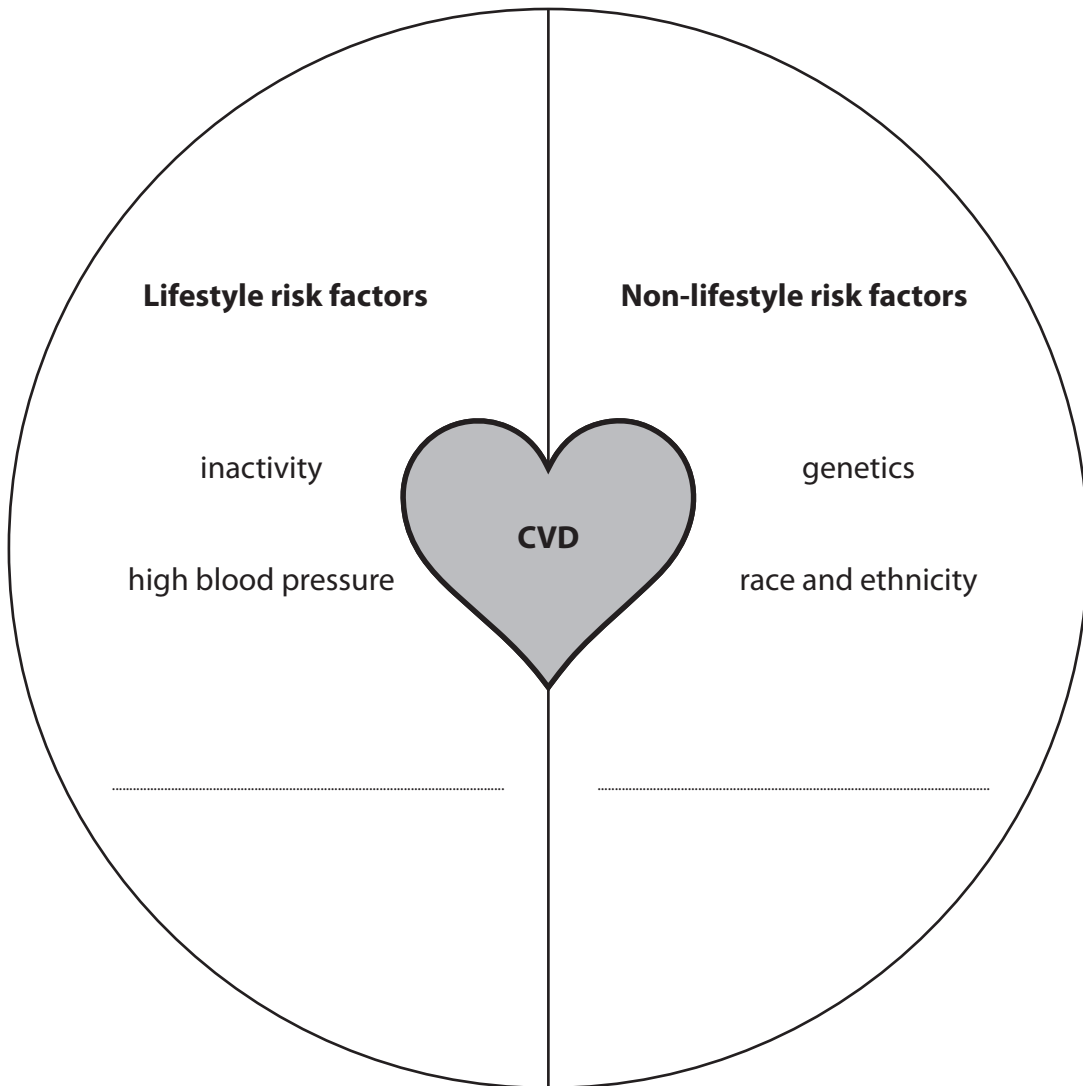 Lifestyle risk factors
Non-lifestyle risk factors
inactivity
genetics
CVD
high blood pressure
race and ethnicity